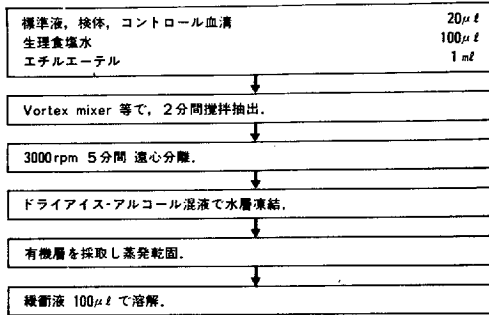 標準液，検体，コントロール血漬 20μℓ
生理食塩水 100μℓ
エチルエーテル 1mℓ
Vortex mixer 等で，2分間攪拌抽出．
3000rpm 5分間 遠心分離．
ドライアイス-アルコール混液で水層凍結．
有機層を採取し蒸発乾固．
緩衝液 100μℓ で溶解．